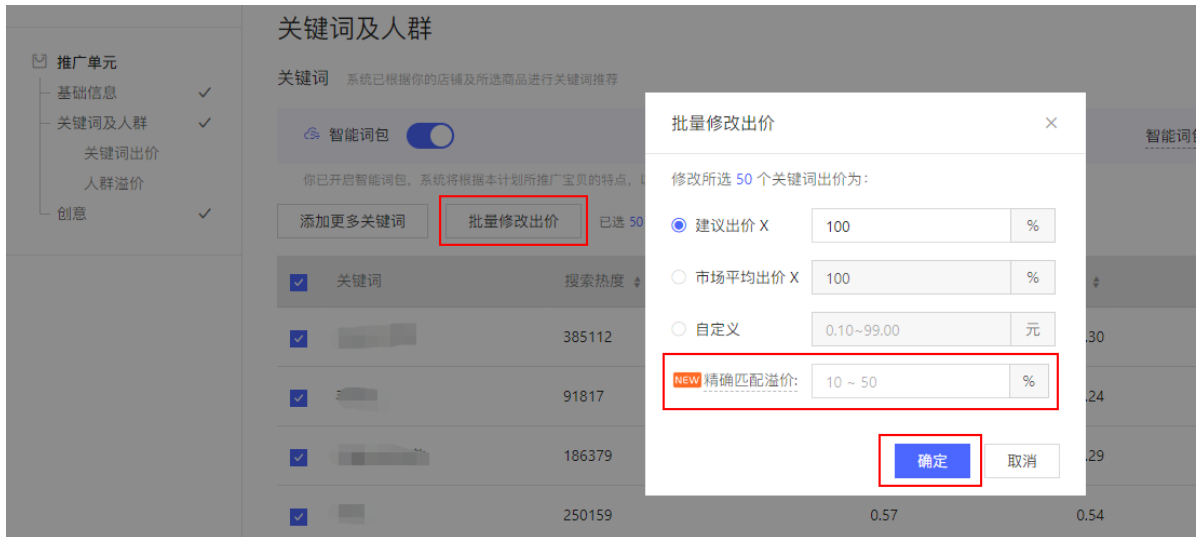 关键词及人群
推广单元
关键词 系统已根据你的店铺及所选商品进行关键词推荐
基础信息
关键词及人群
关键词出价
人群溢价
创意
智能词包
智能词
你已开启智能词包，系统将根据本计划所推广宝贝的特点，
添加更多关键词 批量修改出价 已选 50
关键词 搜索热度
385112 .30
91817 .24
186379 .29
250159 0.57 0.54
批量修改出价
修改所选 50 个关键词出价为：
建议出价 X 100 %
市场平均出价 X 100 %
自定义 0.10~99.00 元
NEW 精确匹配溢价: 10 ~ 50 %
确定 取消